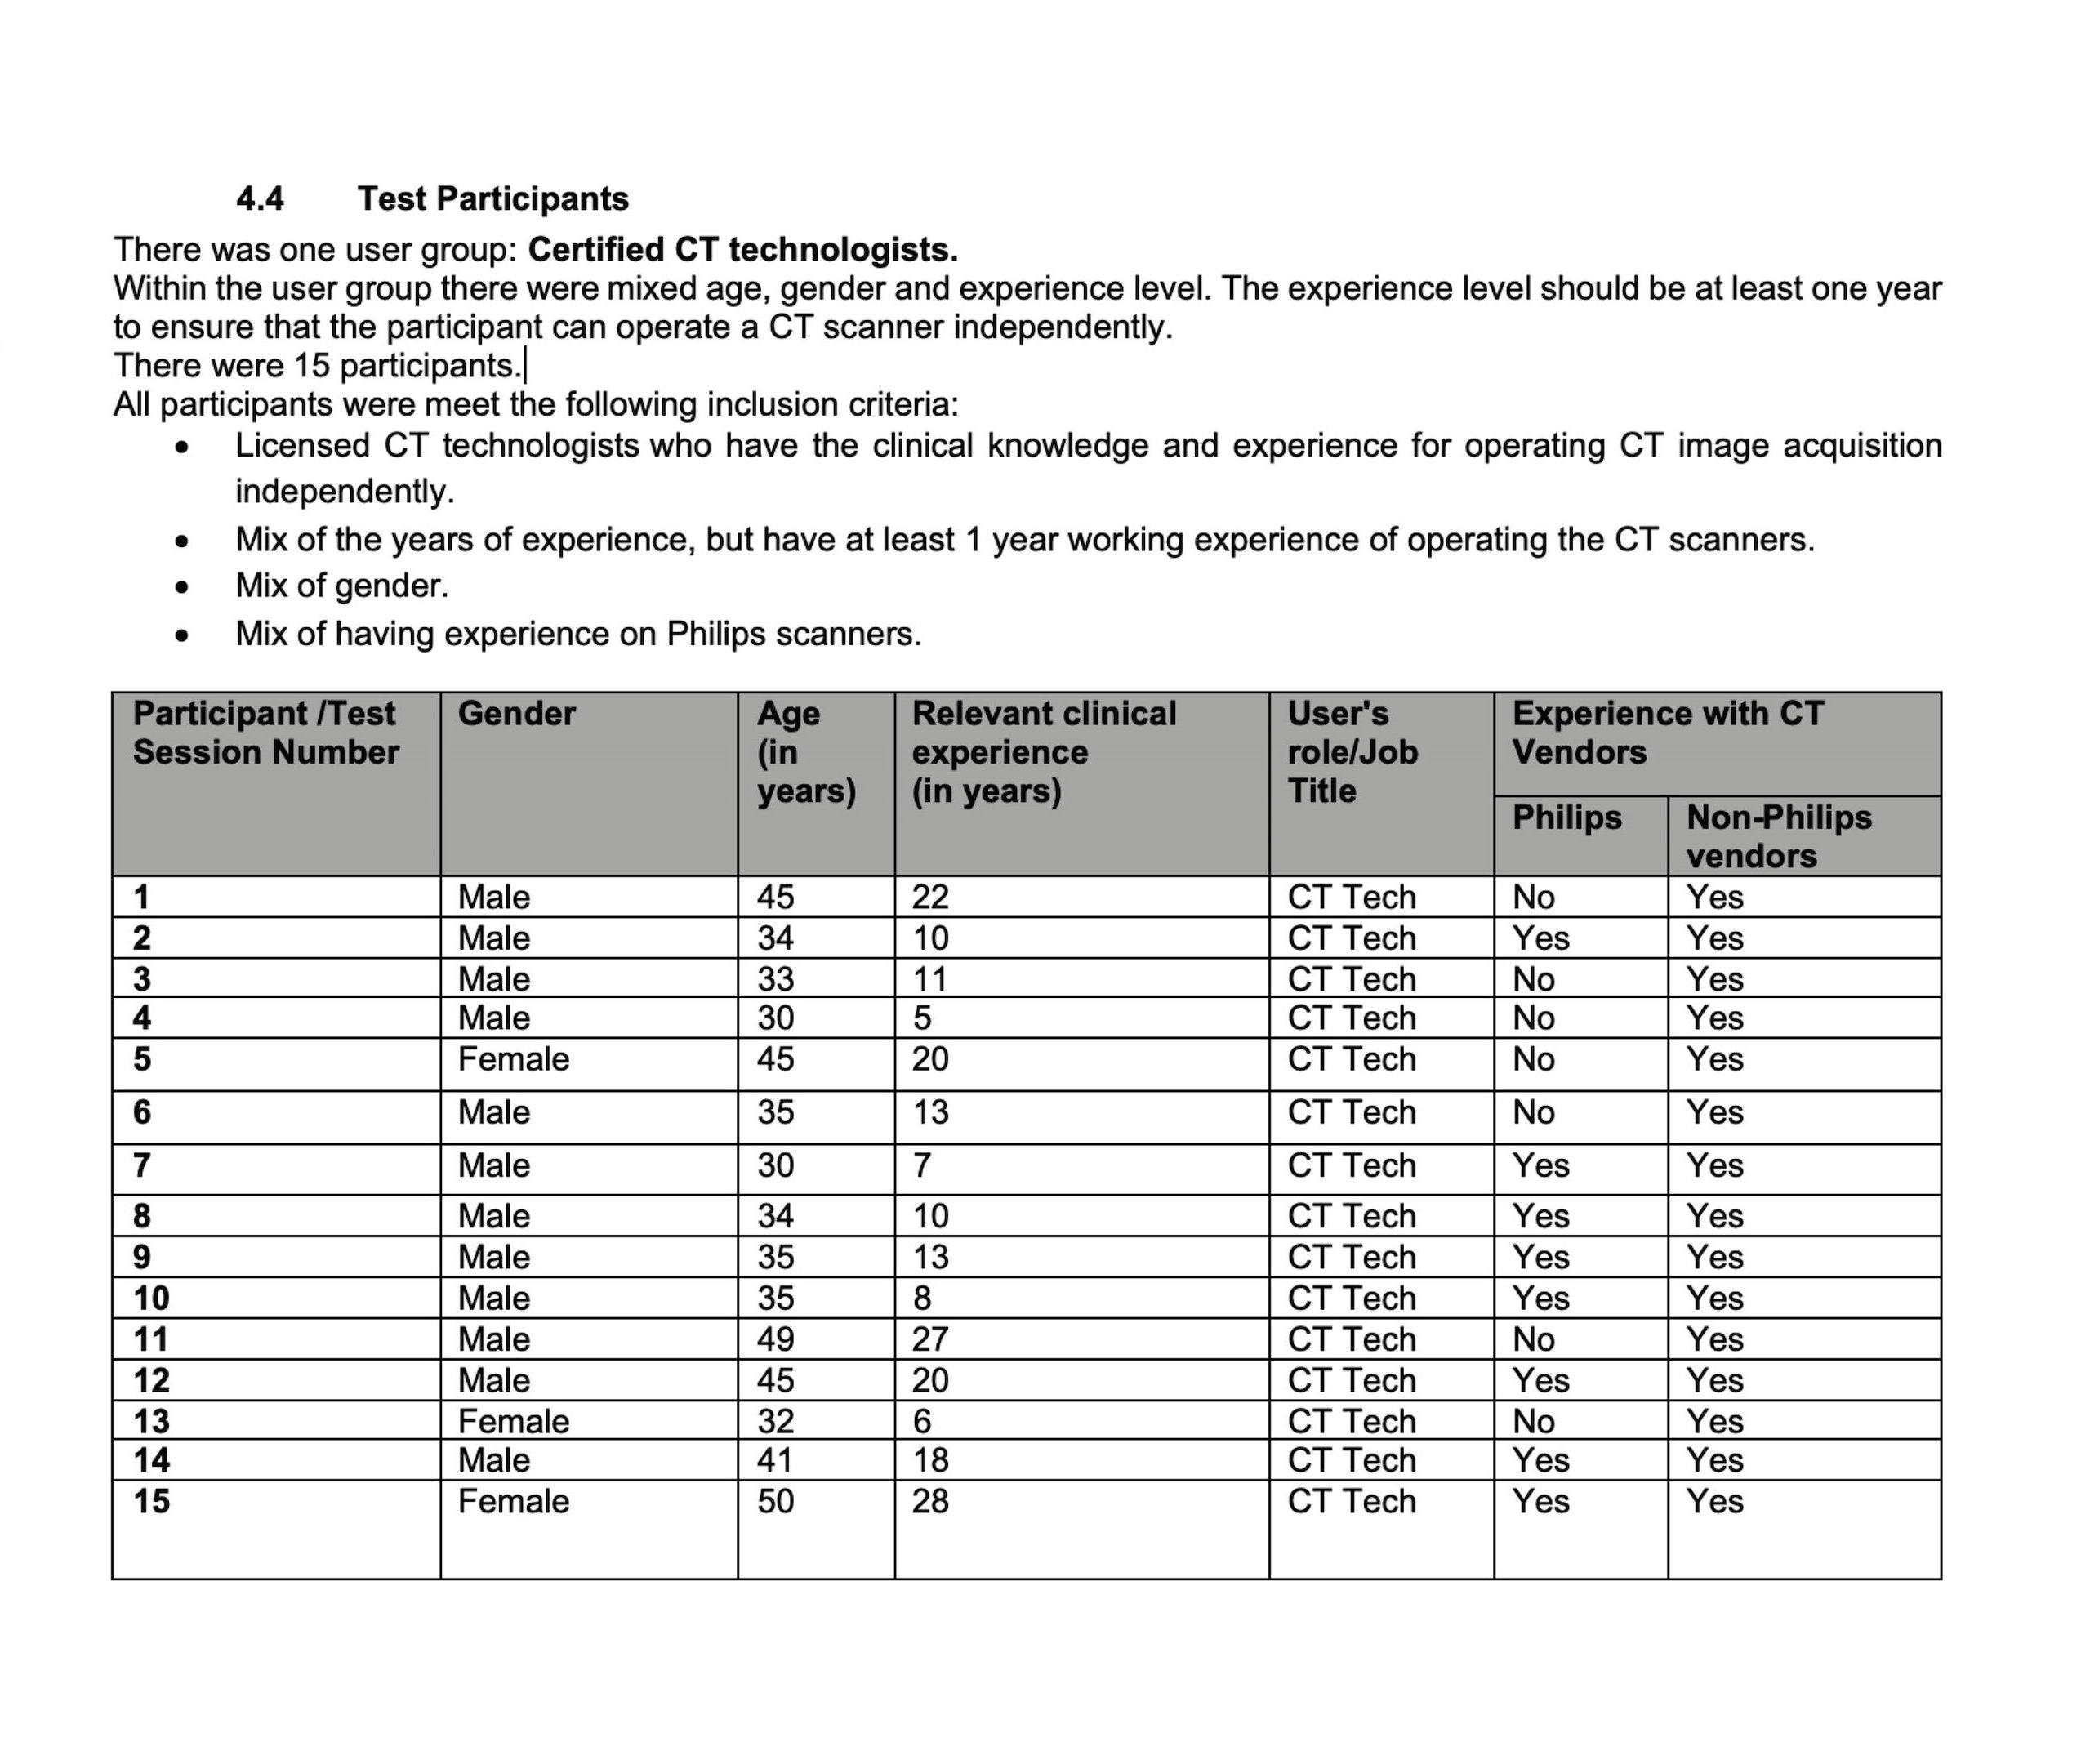 4.4 Test Participants
There was one user group: Certified CT technologists.
Within the user group there were mixed age, gender and experience level. The experience level should be at least one year
to ensure that the participant can operate a CT scanner independently.
There were 15 participants.
All participants were meet the following inclusion criteria:
• Licensed CT technologists who have the clinical knowledge and experience for operating CT image acquisition
independently.
• Mix of the years of experience, but have at least 1 year working experience of operating the CT scanners.
• Mix of gender.
• Mix of having experience on Philips scanners.
Participant /Test Session Number Gender Age (in years) Relevant clinical experience (in years) User's role/Job Title Experience with CT Vendors
Philips Non-Philips vendors
1 Male 45 22 CT Tech No Yes
2 Male 34 10 CT Tech Yes Yes
3 Male 33 11 CT Tech No Yes
4 Male 30 5 CT Tech No Yes
5 Female 45 20 CT Tech No Yes
6 Male 35 13 CT Tech No Yes
7 Male 30 7 CT Tech Yes Yes
8 Male 34 10 CT Tech Yes Yes
9 Male 35 13 CT Tech Yes Yes
10 Male 35 8 CT Tech Yes Yes
11 Male 49 27 CT Tech No Yes
12 Male 45 20 CT Tech Yes Yes
13 Female 32 6 CT Tech No Yes
14 Male 41 18 CT Tech Yes Yes
15 Female 50 28 CT Tech Yes Yes